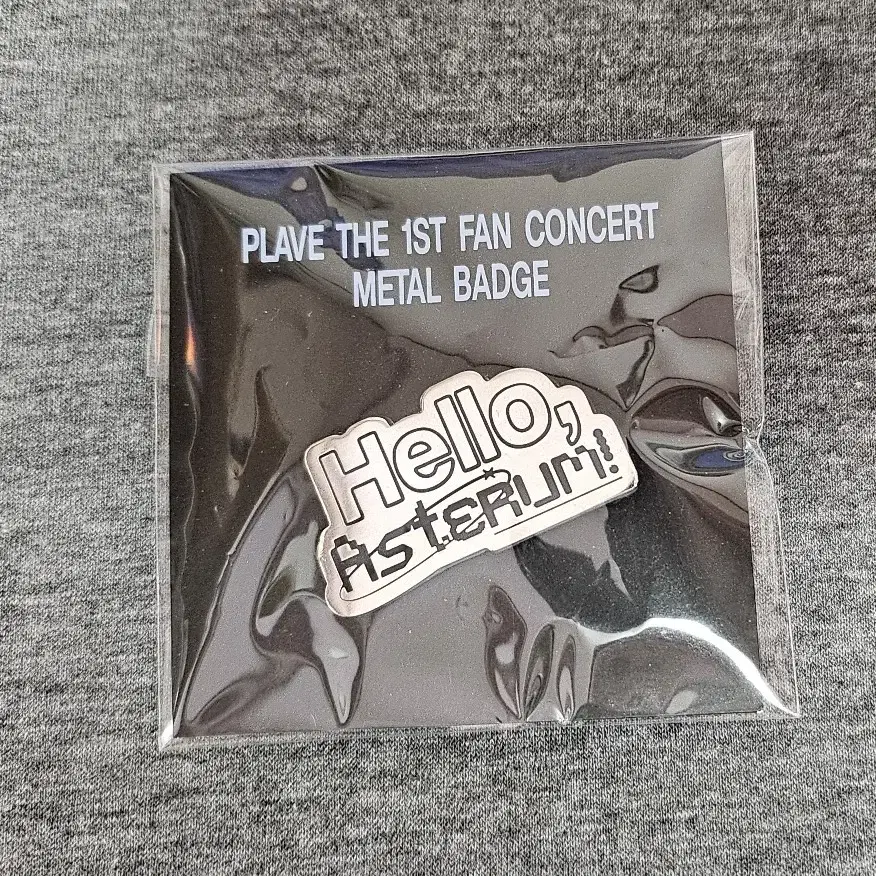 PLAVE THE 1ST FAN CONCERT
METAL BADGE
Hello,
Asterum!